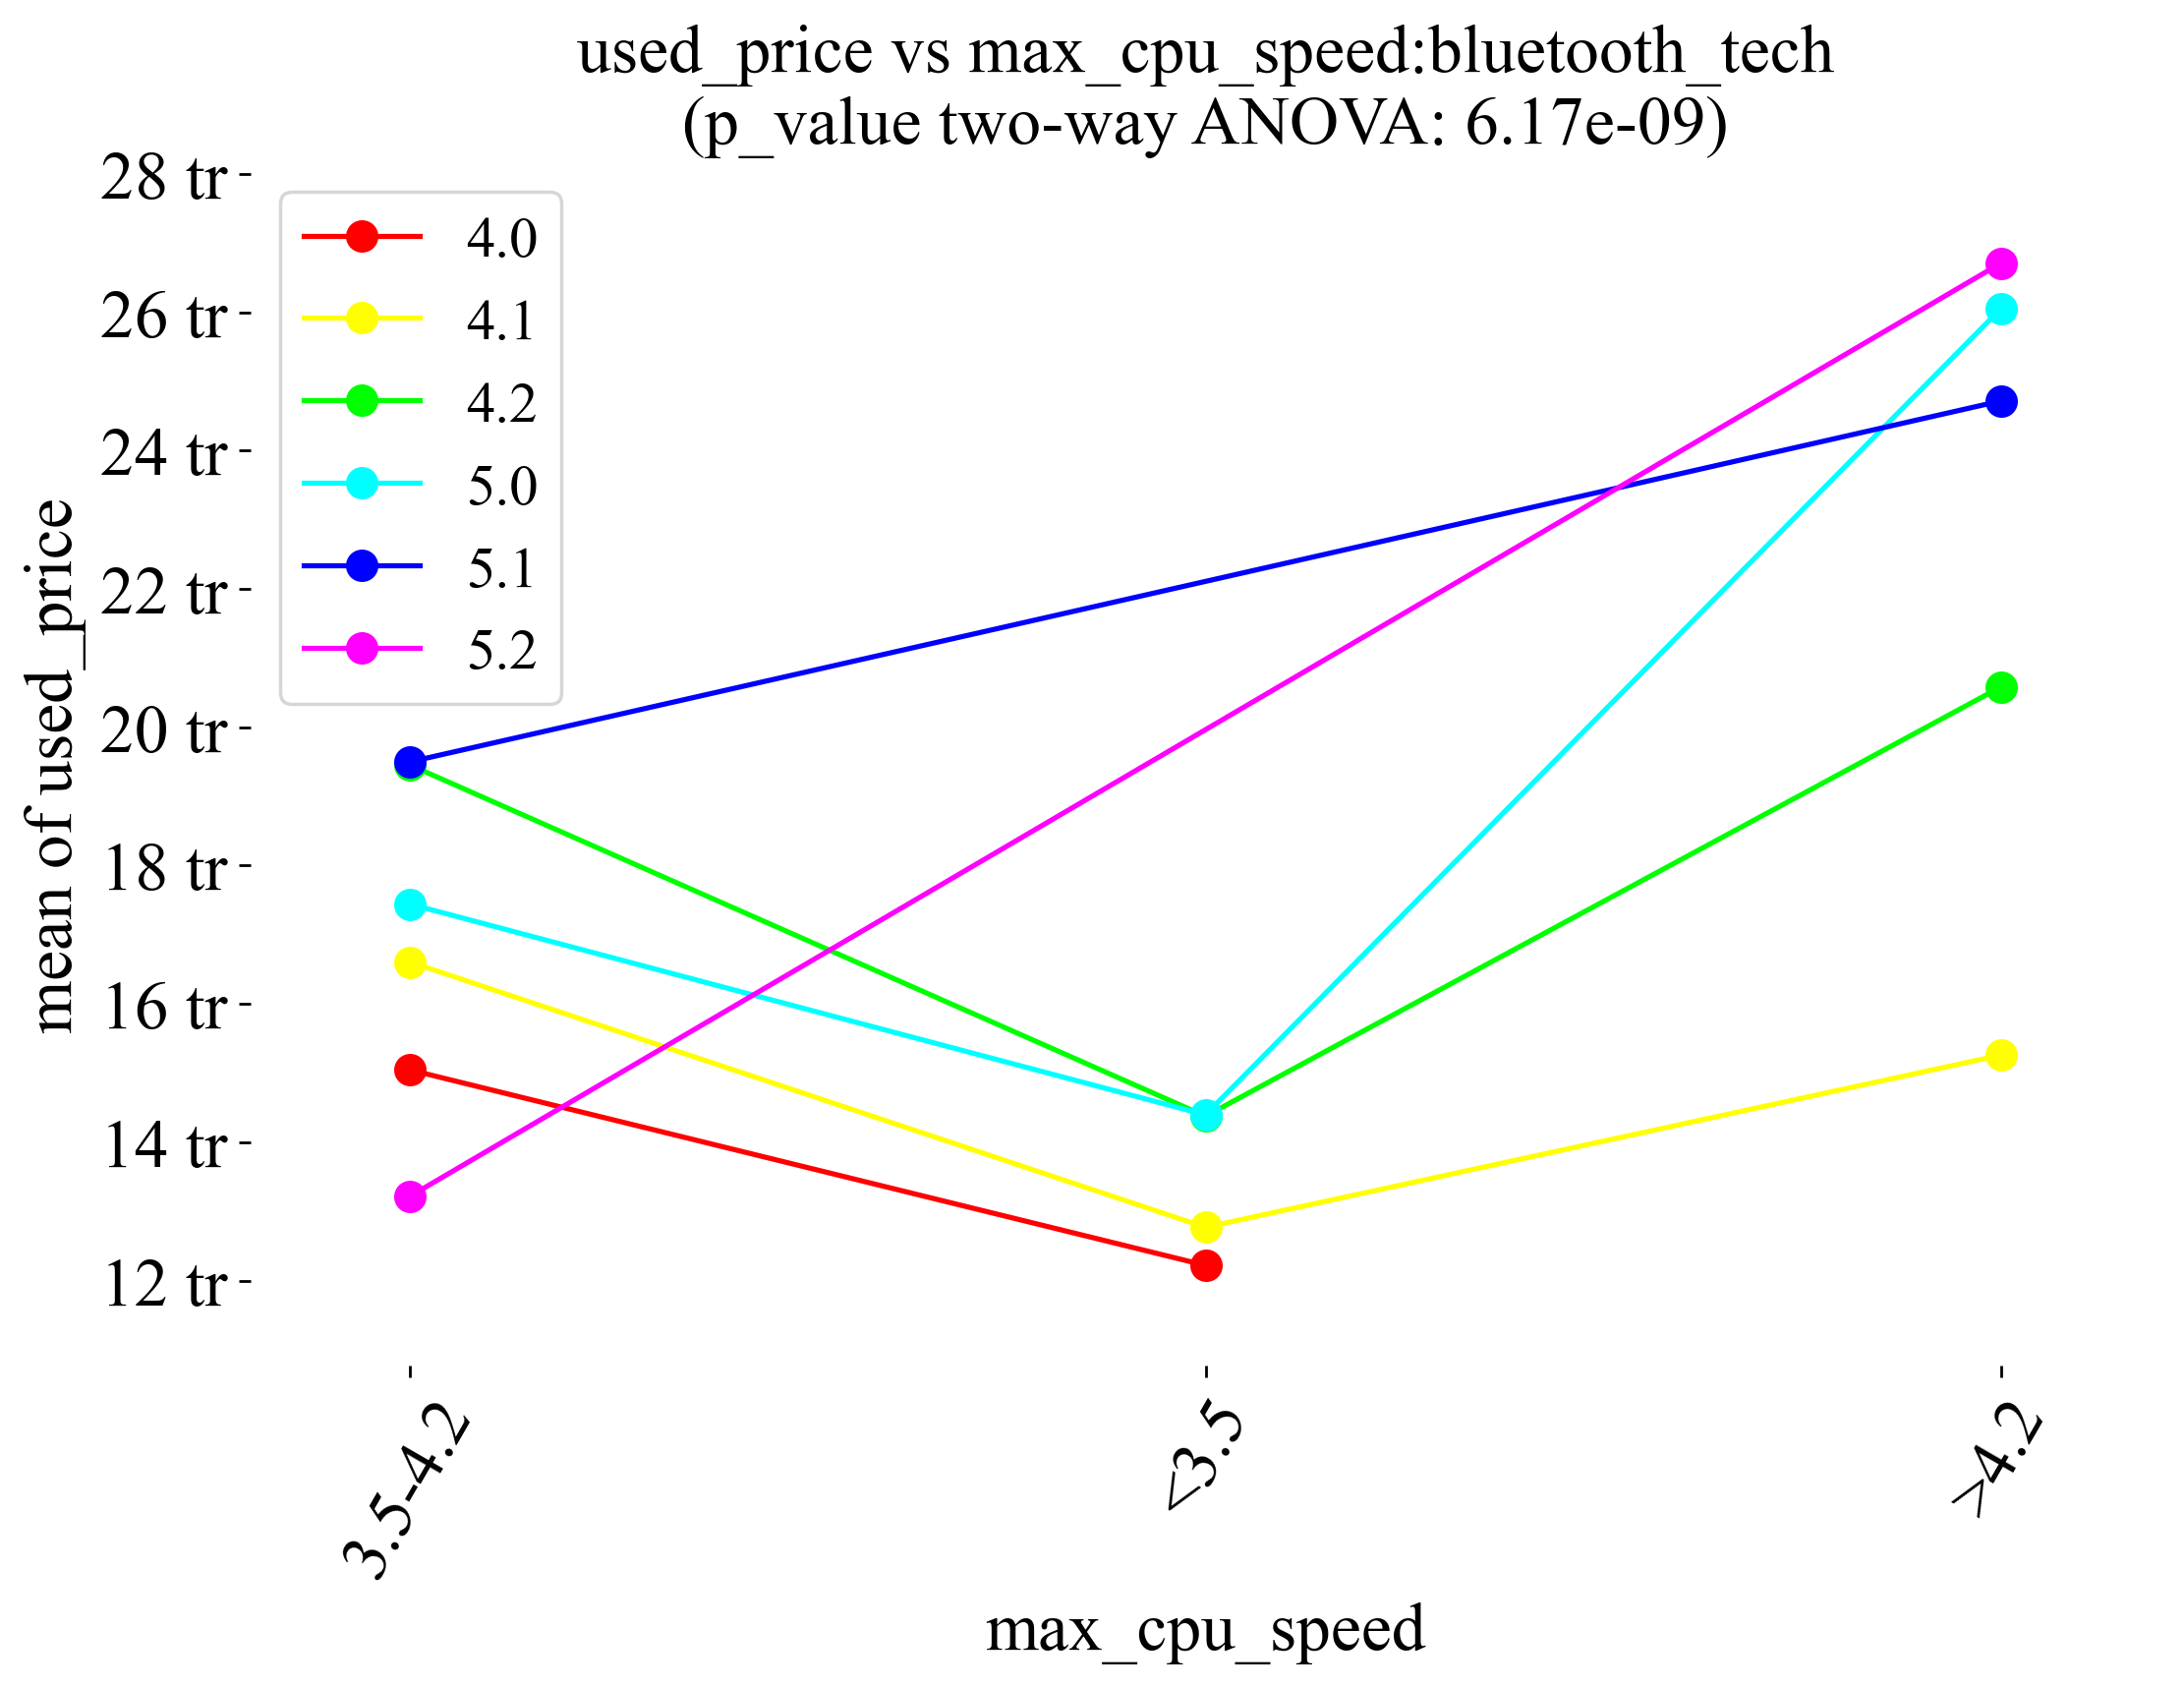 used_price vs max_cpu_speed:bluetooth_tech
(p_value two-way ANOVA: 6.17e-09)
28 tr
26 tr
24 tr
22 tr
20 tr
18 tr
16 tr
14 tr
12 tr
mean of used_price
4.0
4.1
4.2
5.0
5.1
5.2
3.5-4.2
<3.5
>4.2
max_cpu_speed